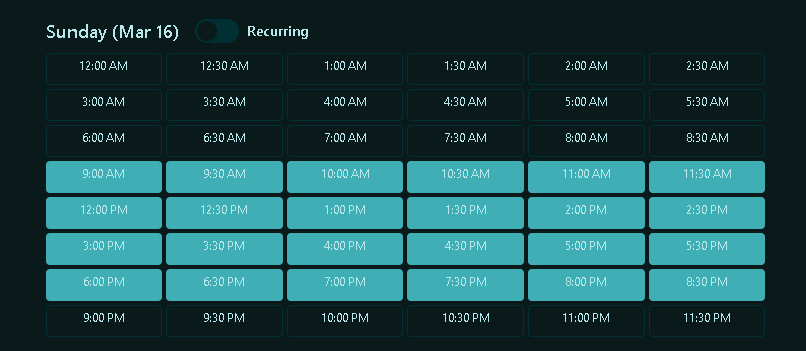 Sunday (Mar 16) Recurring
12:00 AM 12:30 AM 1:00 AM 1:30 AM 2:00 AM 2:30 AM
3:00 AM 3:30 AM 4:00 AM 4:30 AM 5:00 AM 5:30 AM
6:00 AM 6:30 AM 7:00 AM 7:30 AM 8:00 AM 8:30 AM
9:00 AM 9:30 AM 10:00 AM 10:30 AM 11:00 AM 11:30 AM
12:00 PM 12:30 PM 1:00 PM 1:30 PM 2:00 PM 2:30 PM
3:00 PM 3:30 PM 4:00 PM 4:30 PM 5:00 PM 5:30 PM
6:00 PM 6:30 PM 7:00 PM 7:30 PM 8:00 PM 8:30 PM
9:00 PM 9:30 PM 10:00 PM 10:30 PM 11:00 PM 11:30 PM